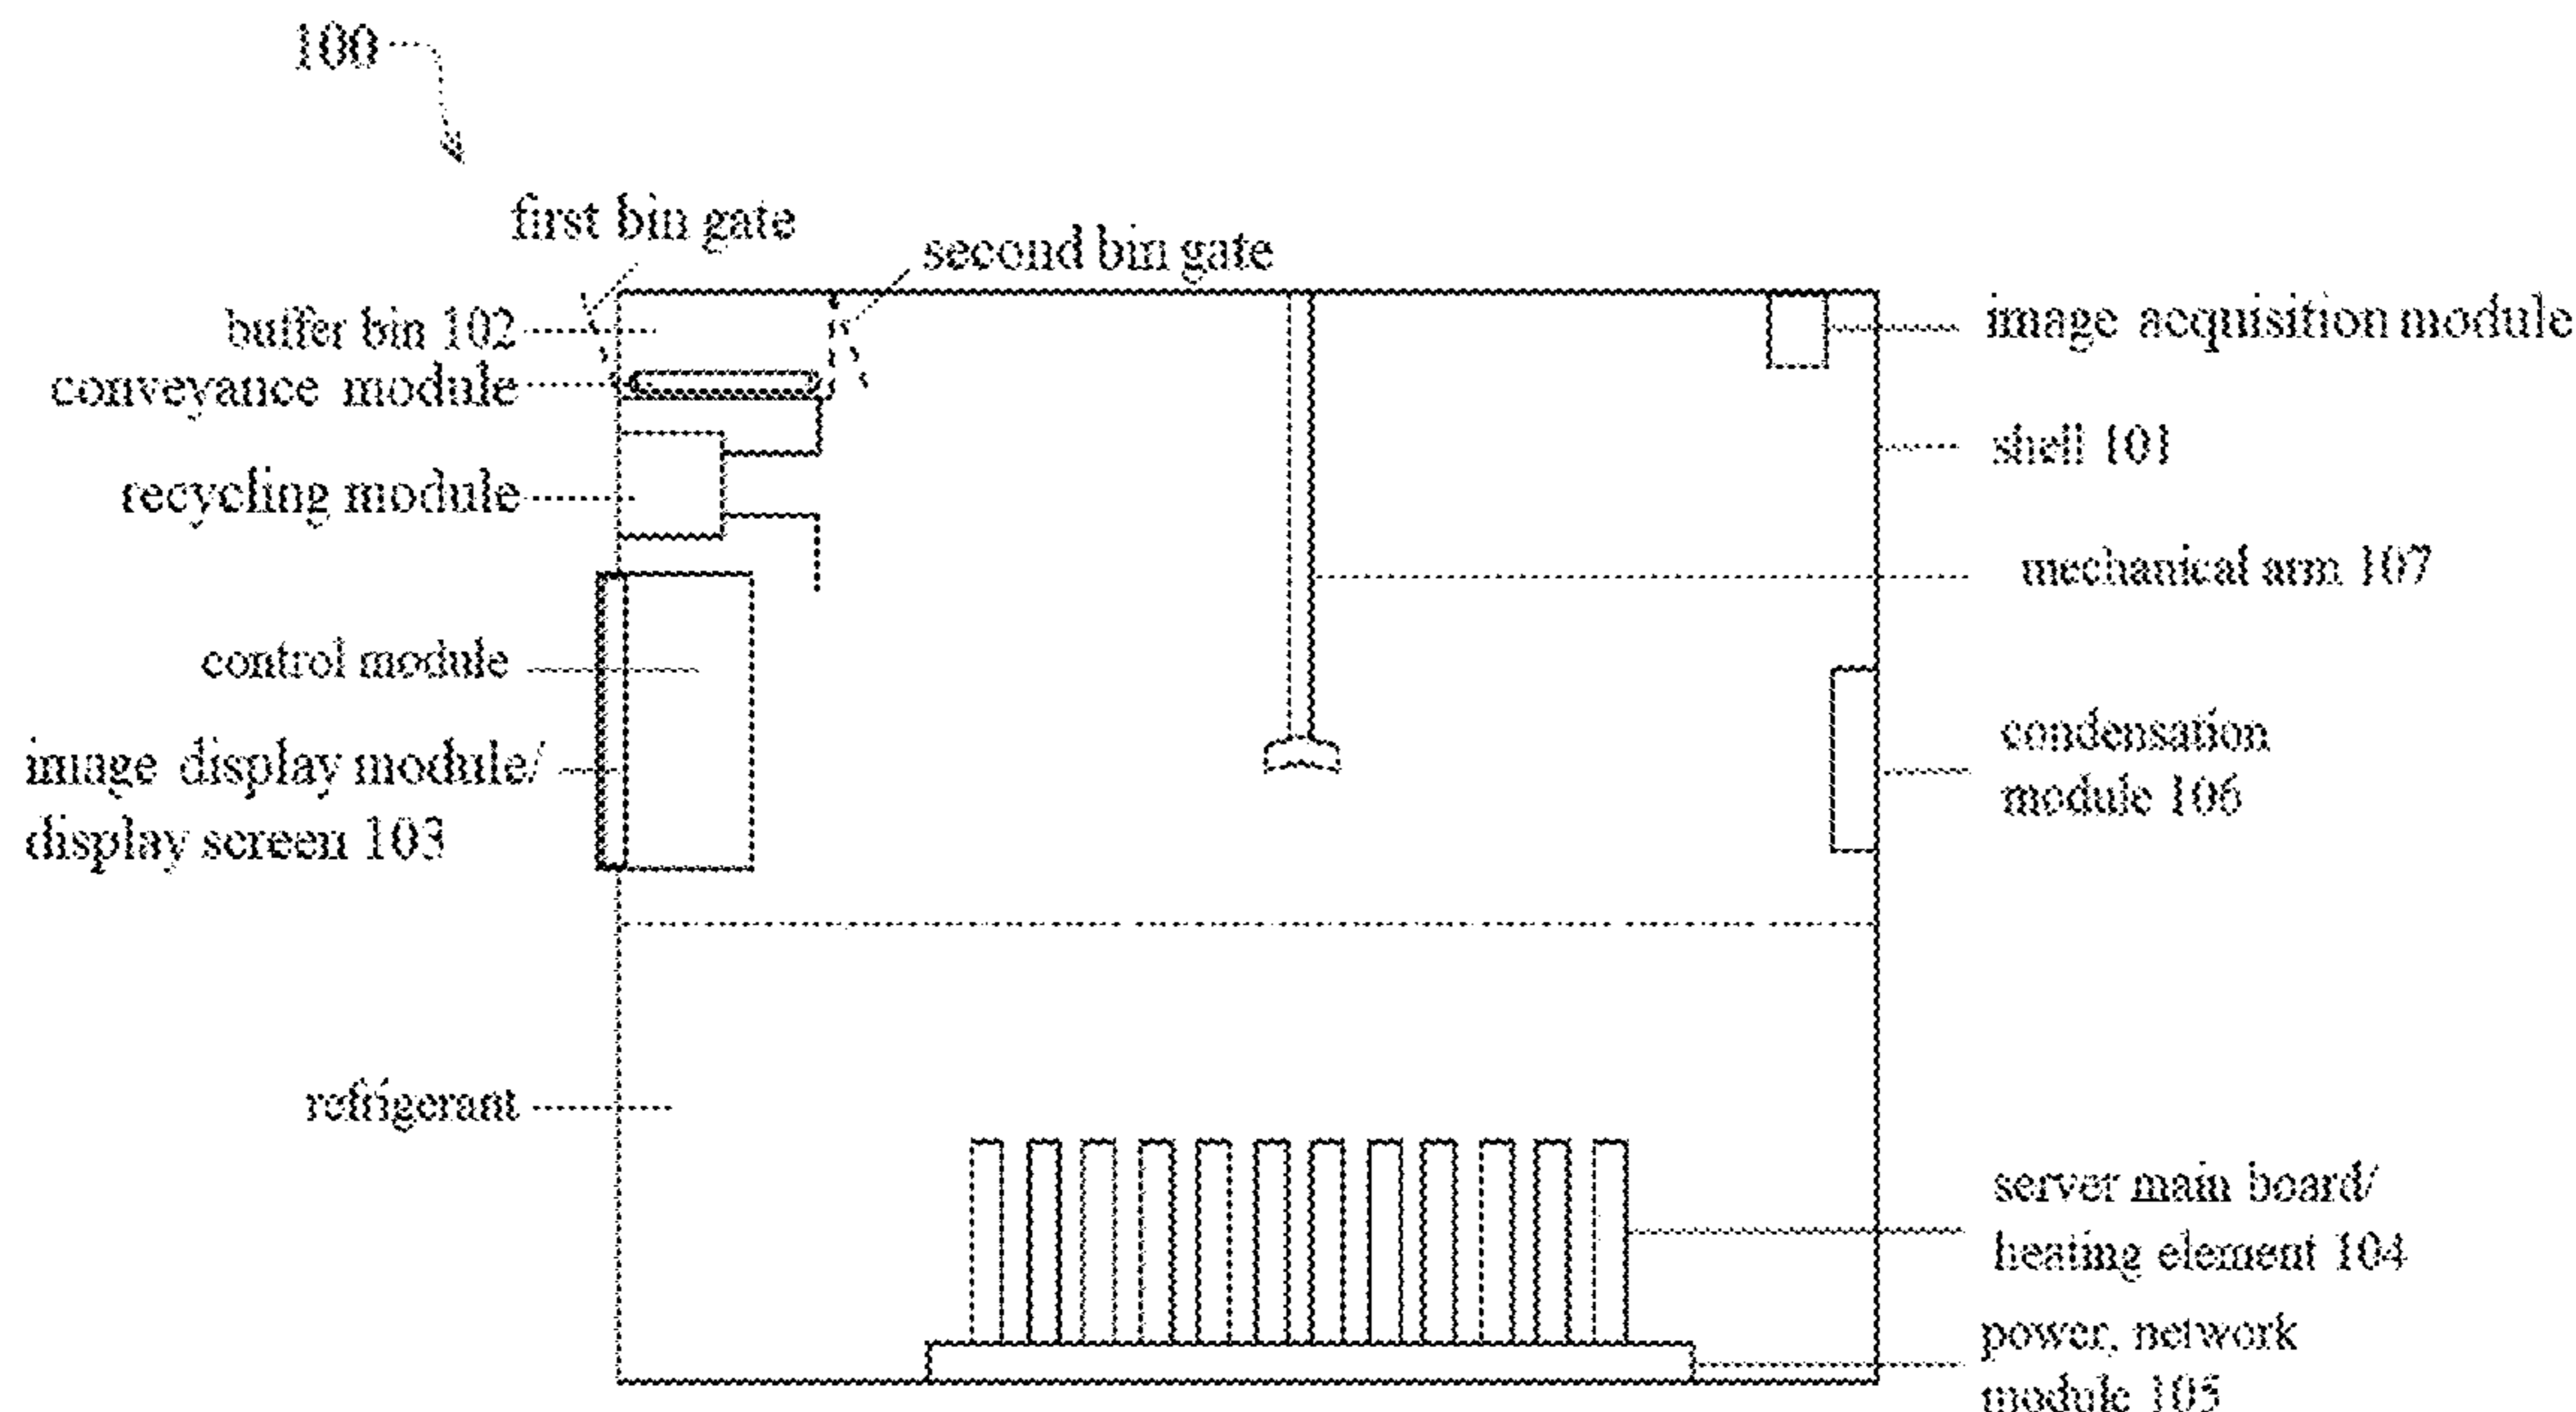 100
first bin gate
second bin gate
buffer bin 102
image acquisition module
conveyance module
shell 101
recycling module
mechanical arm 107
control module
condensation
module 106
image display module/
display screen 103
refrigerant
server main board/
heating element 104
power, network
module 105